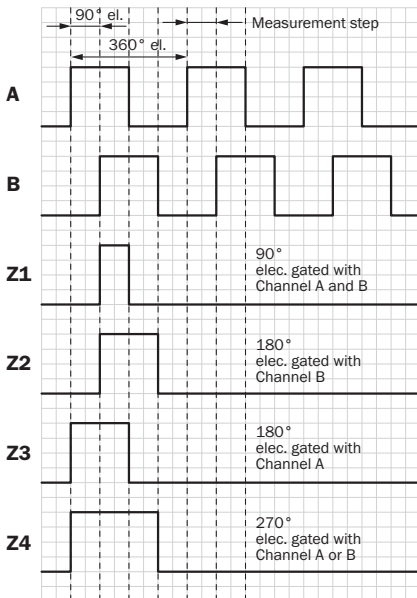 90° el.
Measurement step
360° el.
A
B
Z1
90°
elec. gated with
Channel A and B
Z2
180°
elec. gated with
Channel B
Z3
180°
elec. gated with
Channel A
Z4
270°
elec. gated with
Channel A or B